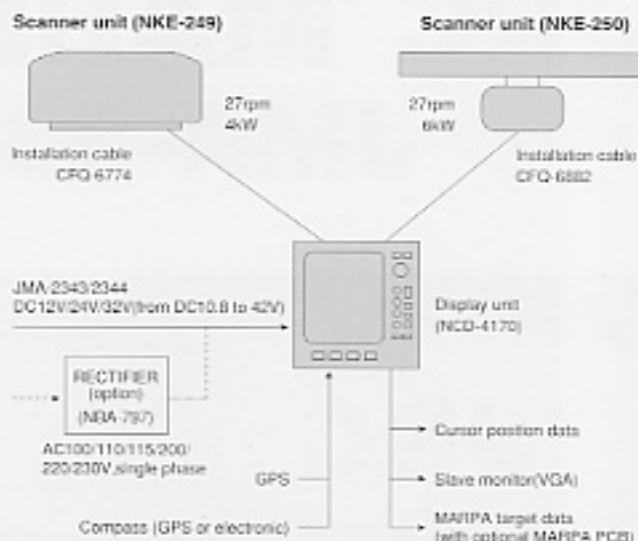 Scanner unit (NKE-249)
Scanner unit (NKE-250)
27rpm
4kW
27rpm
6kW
Installation cable
CFQ-6774
Installation cable
CFQ-6882
JMA-2343/2344
DC12V/24V/32V(from DC10.8 to 42V)
Display unit
(NCD-4170)
RECTIFIER
(option)
(NBA-797)
AC100/110/115/200/
220/230V,single phase
Cursor position data
GPS
Slave monitor(VGA)
Compass (GPS or electronic)
MARPA target data
(with optional MARPA PCB)